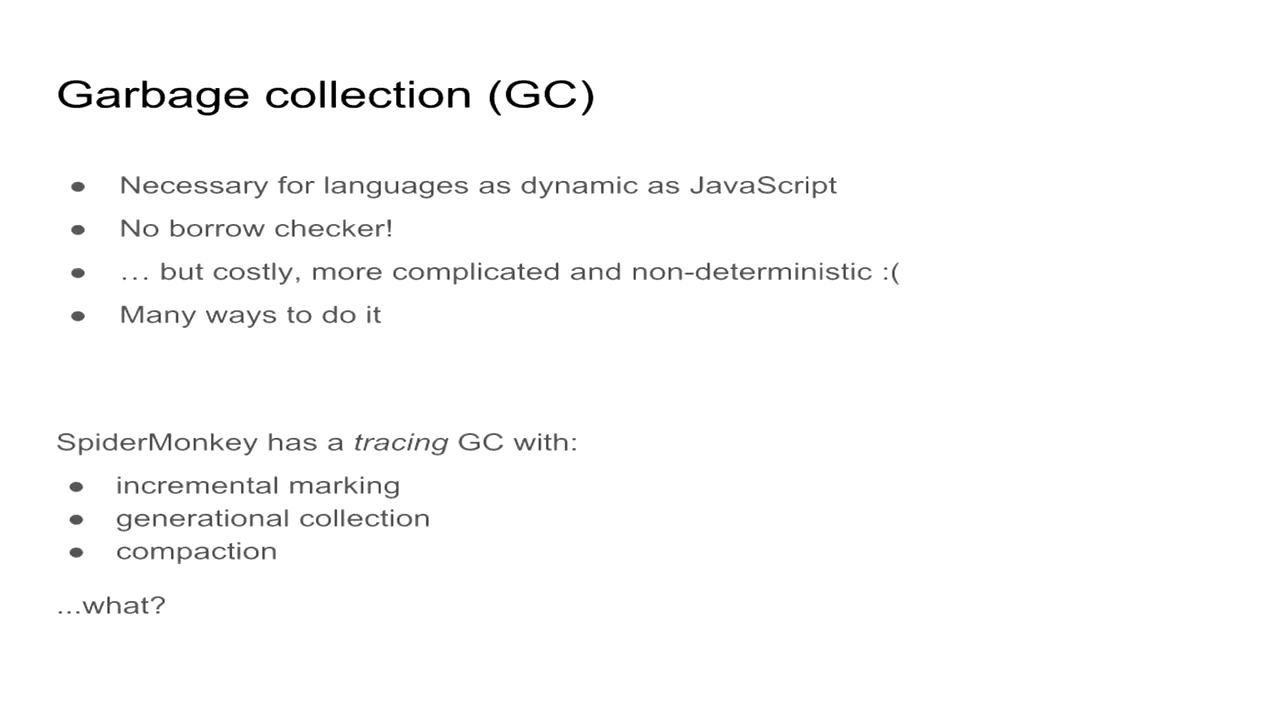 Garbage collection (GC)
● Necessary for languages as dynamic as JavaScript
● No borrow checker!
● … but costly, more complicated and non-deterministic :(
● Many ways to do it
SpiderMonkey has a tracing GC with:
● incremental marking
● generational collection
● compaction
...what?